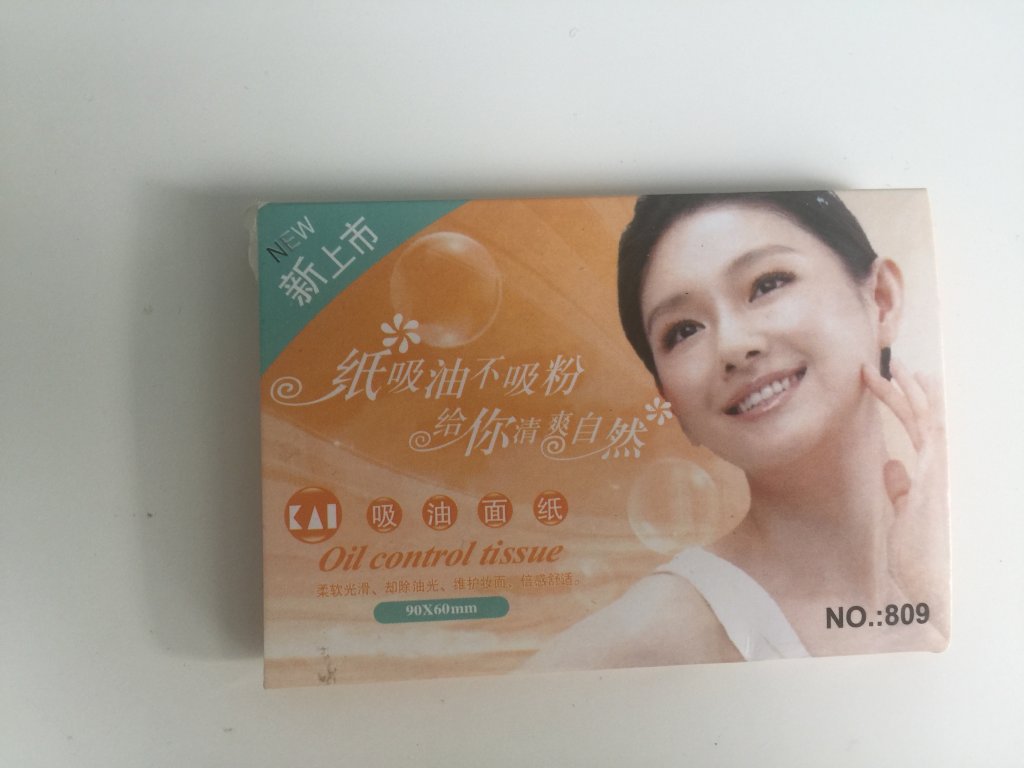 NEW
新上市
纸吸油不吸粉
给你清爽自然
KAI 吸油面纸
Oil control tissue
柔软光滑、却除油光、维护妆面，倍感舒适。
90X60mm
NO.:809